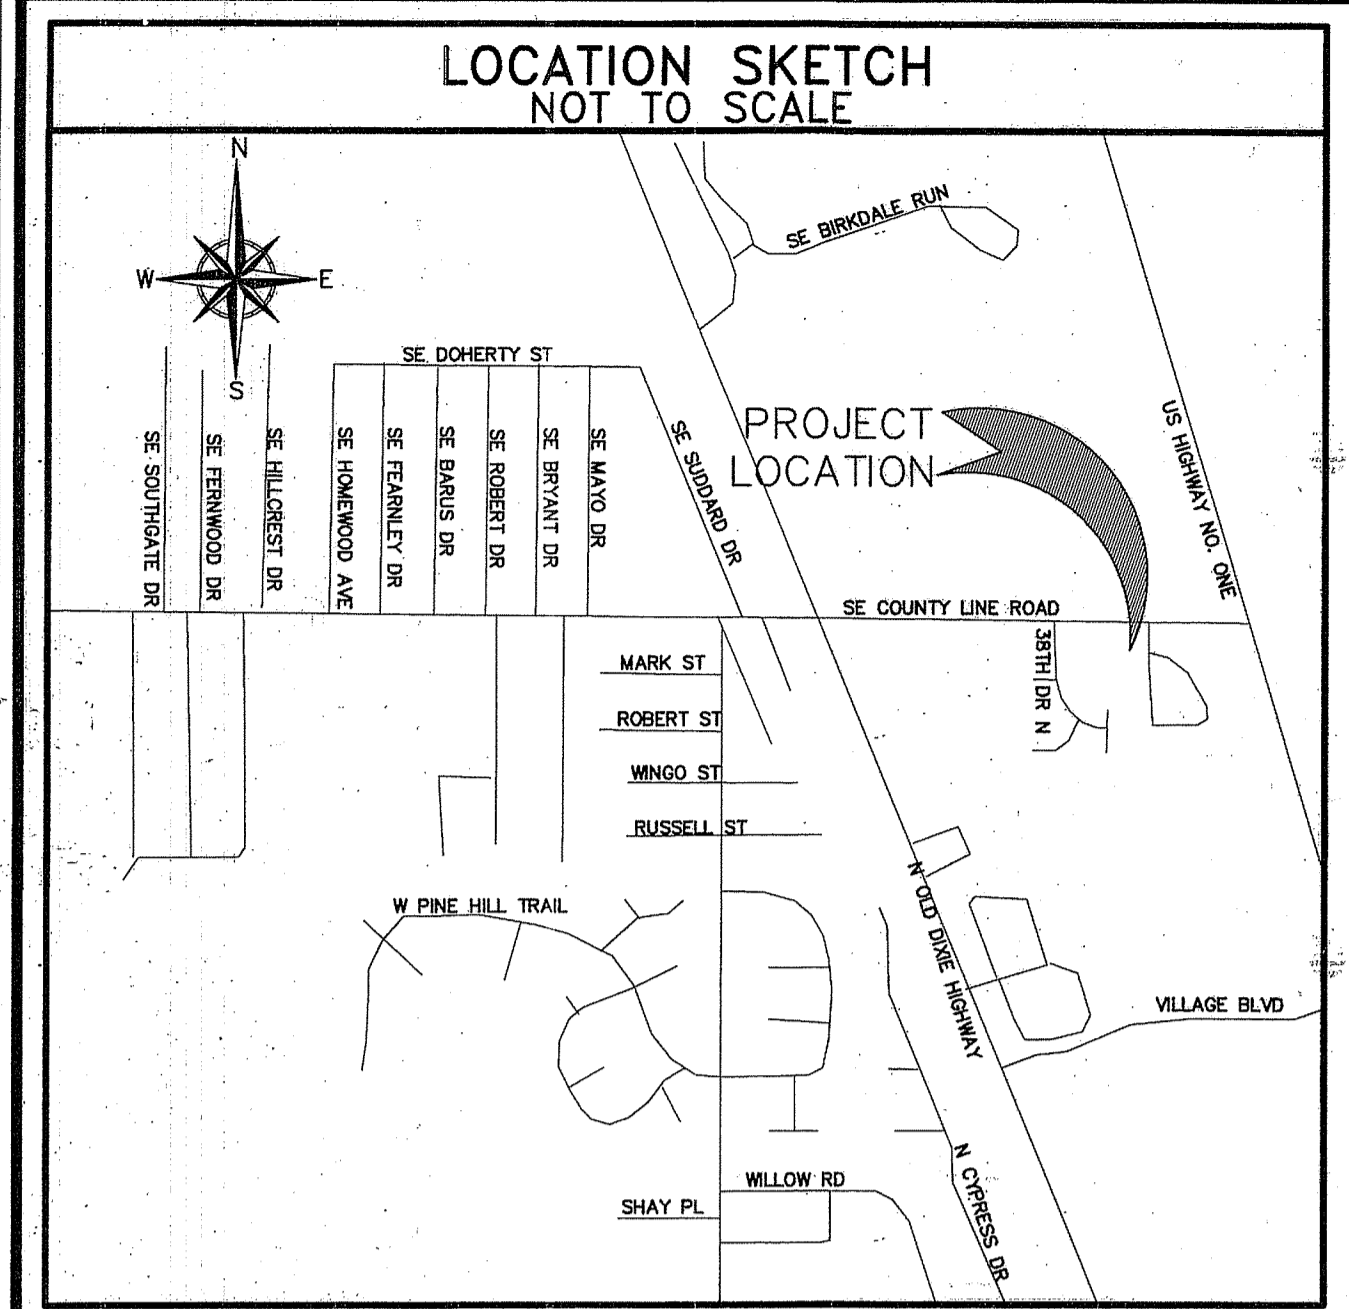 LOCATION SKETCH
NOT TO SCALE
N
W
E
S
SE BIRKDALE RUN
SE DOHERTY ST
SE SOUTHGATE DR
SE FERNWOOD DR
SE HILLCREST DR
SE HOMEWOOD AVE
SE FEARNLEY DR
SE BARUS DR
SE ROBERT DR
SE BRYANT DR
SE MAYO DR
SE SUDDARD DR
PROJECT
LOCATION
US HIGHWAY NO. ONE
SE COUNTY LINE ROAD
38TH DR N
MARK ST
ROBERT ST
WINGO ST
RUSSELL ST
W PINE HILL TRAIL
N OLD DIXIE HIGHWAY
VILLAGE BLVD
WILLOW RD
SHAY PL
N CYPRESS DR